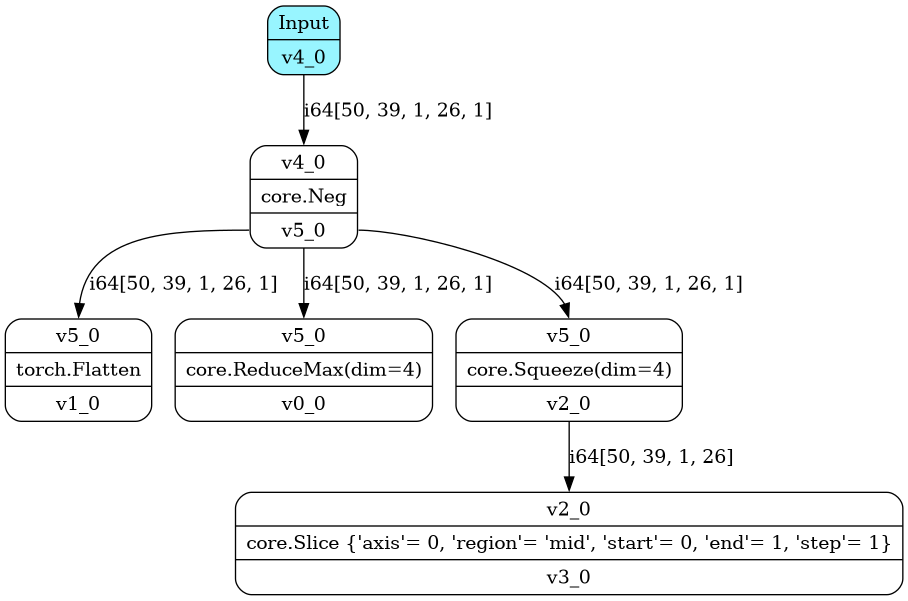 Input
v4_0
i64[50, 39, 1, 26, 1]
v4_0
core.Neg
v5_0
i64[50, 39, 1, 26, 1]
i64[50, 39, 1, 26, 1]
i64[50, 39, 1, 26, 1]
v5_0
torch.Flatten
v1_0
v5_0
core.ReduceMax(dim=4)
v0_0
v5_0
core.Squeeze(dim=4)
v2_0
i64[50, 39, 1, 26]
v2_0
core.Slice {'axis'= 0, 'region'= 'mid', 'start'= 0, 'end'= 1, 'step'= 1}
v3_0